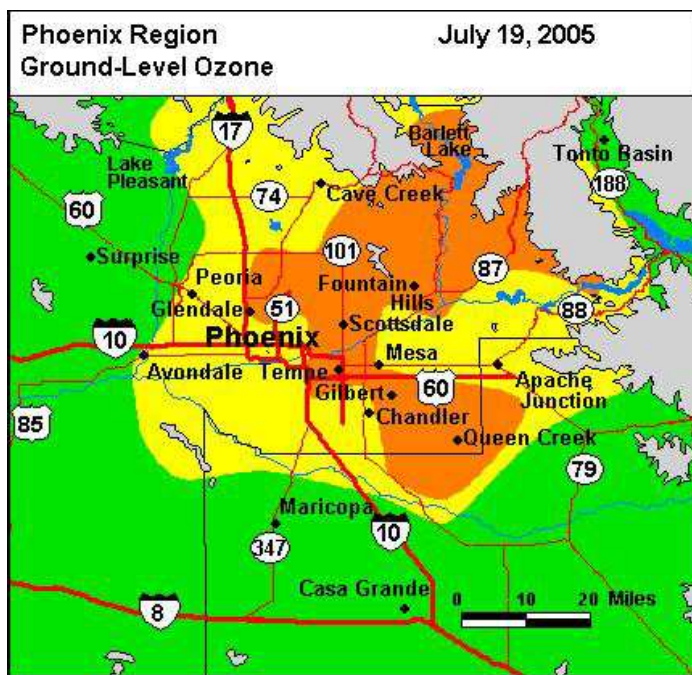 Phoenix Region July 19, 2005
Ground-Level Ozone
17
Barlett
Lake
Tonto Basin
Lake
Pleasant
188
74
Cave Creek
60
101
Surprise
87
Peoria
Fountain
Hills
51
Glendale
88
Scottsdale
Phoenix
10
Mesa
Avondale
Tempe
60
Apache
Junction
Gilbert
85
Chandler
Queen Creek
79
Maricopa
10
347
Casa Grande
0 10 20 Miles
8